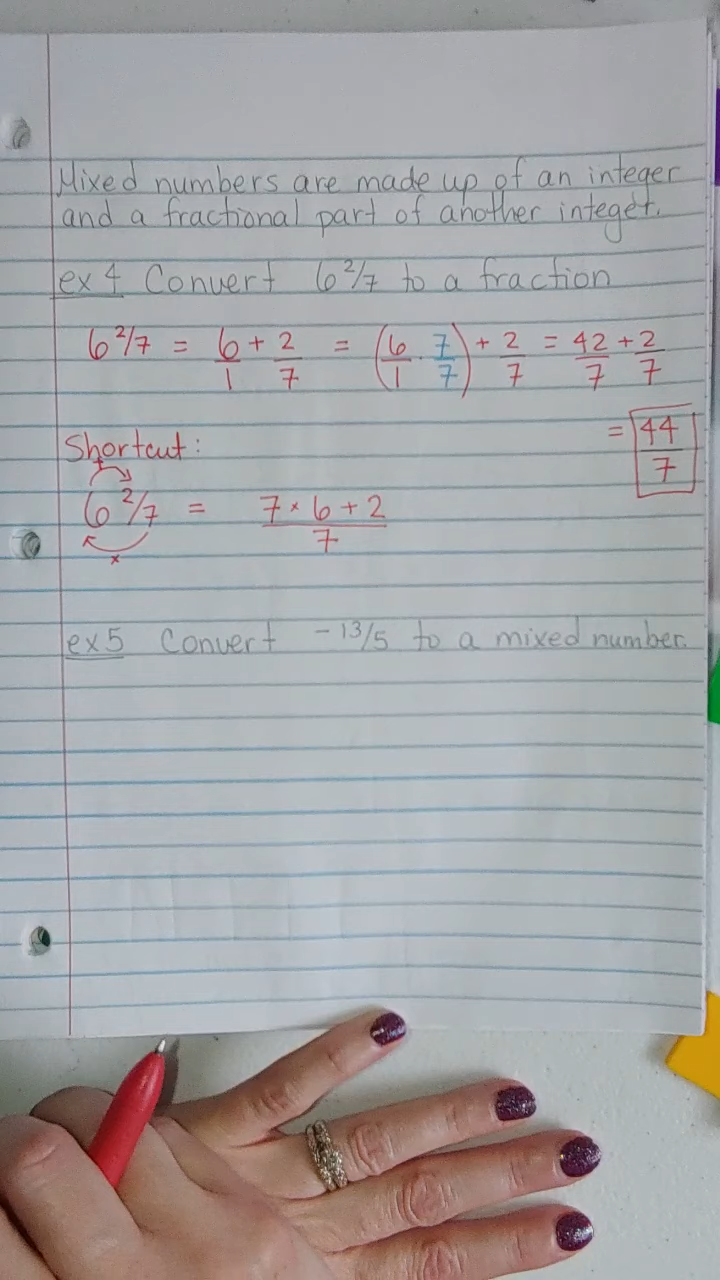 Mixed numbers are made up of an integer
and a fractional part of another integer.
ex 4 Convert 6 2/7 to a fraction
6 2/7 = 6/1 + 2/7 = (6/1 · 7/7) + 2/7 = 42/7 + 2/7
= 44/7
Shortcut:
+
6 2/7 = 7 × 6 + 2 / 7
×
ex 5 Convert -13/5 to a mixed number.